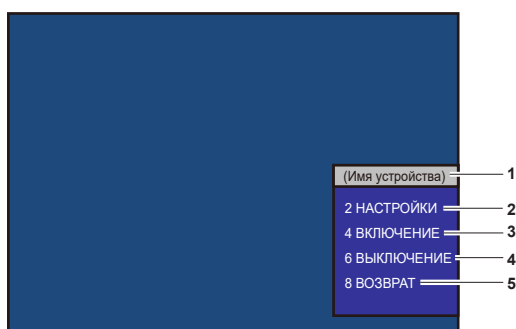 (Имя устройства)
1
2 НАСТРОЙКИ
2
4 ВКЛЮЧЕНИЕ
3
6 ВЫКЛЮЧЕНИЕ
4
8 ВОЗВРАТ
5